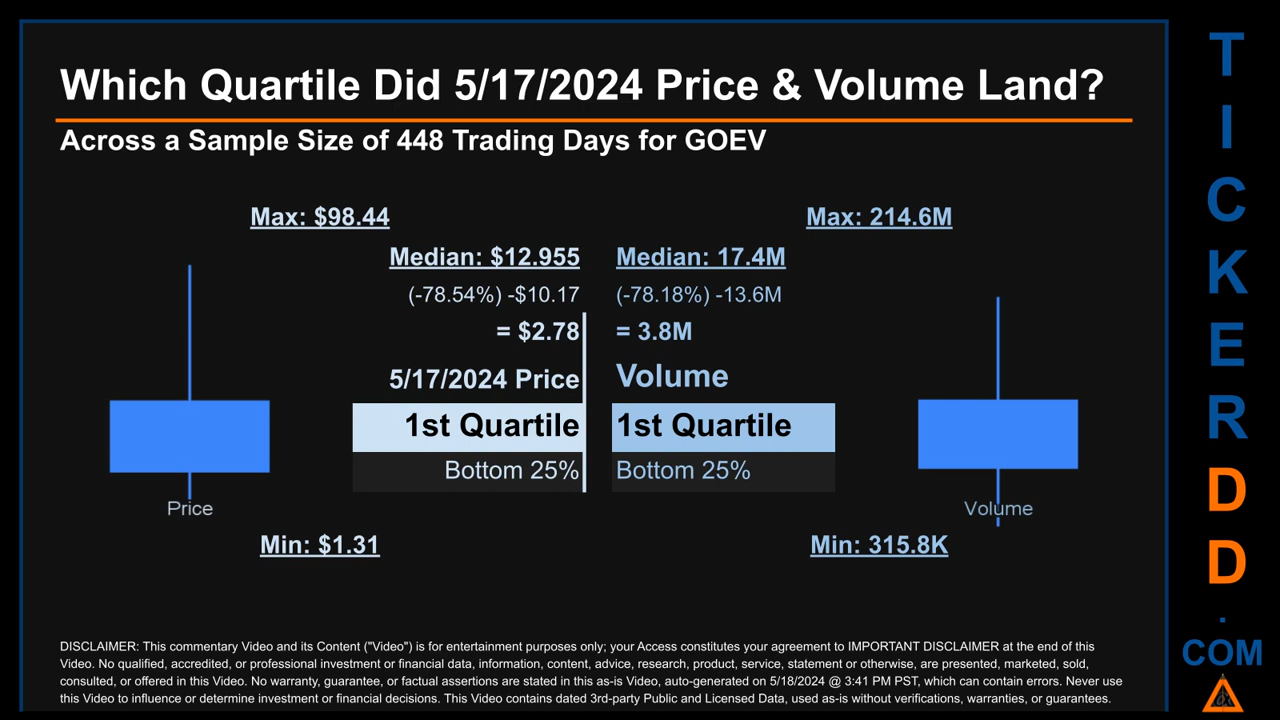 Which Quartile Did 5/17/2024 Price & Volume Land?
Across a Sample Size of 448 Trading Days for GOEV
Max: $98.44
Median: $12.955
(-78.54%) -$10.17
= $2.78
5/17/2024 Price
1st Quartile
Bottom 25%
Price
Min: $1.31
Max: 214.6M
Median: 17.4M
(-78.18%) -13.6M
= 3.8M
Volume
1st Quartile
Bottom 25%
Volume
Min: 315.8K
DISCLAIMER: This commentary Video and its Content ("Video") is for entertainment purposes only; your Access constitutes your agreement to IMPORTANT DISCLAIMER at the end of this
Video. No qualified, accredited, or professional investment or financial data, information, content, advice, research, product, service, statement or otherwise, are presented, marketed, sold,
consulted, or offered in this Video. No warranty, guarantee, or factual assertions are stated in this as-is Video, auto-generated on 5/18/2024 @ 3:41 PM PST, which can contain errors. Never use
this Video to influence or determine investment or financial decisions. This Video contains dated 3rd-party Public and Licensed Data, used as-is without verifications, warranties, or guarantees.
T
I
C
K
E
R
D
D
.
COM